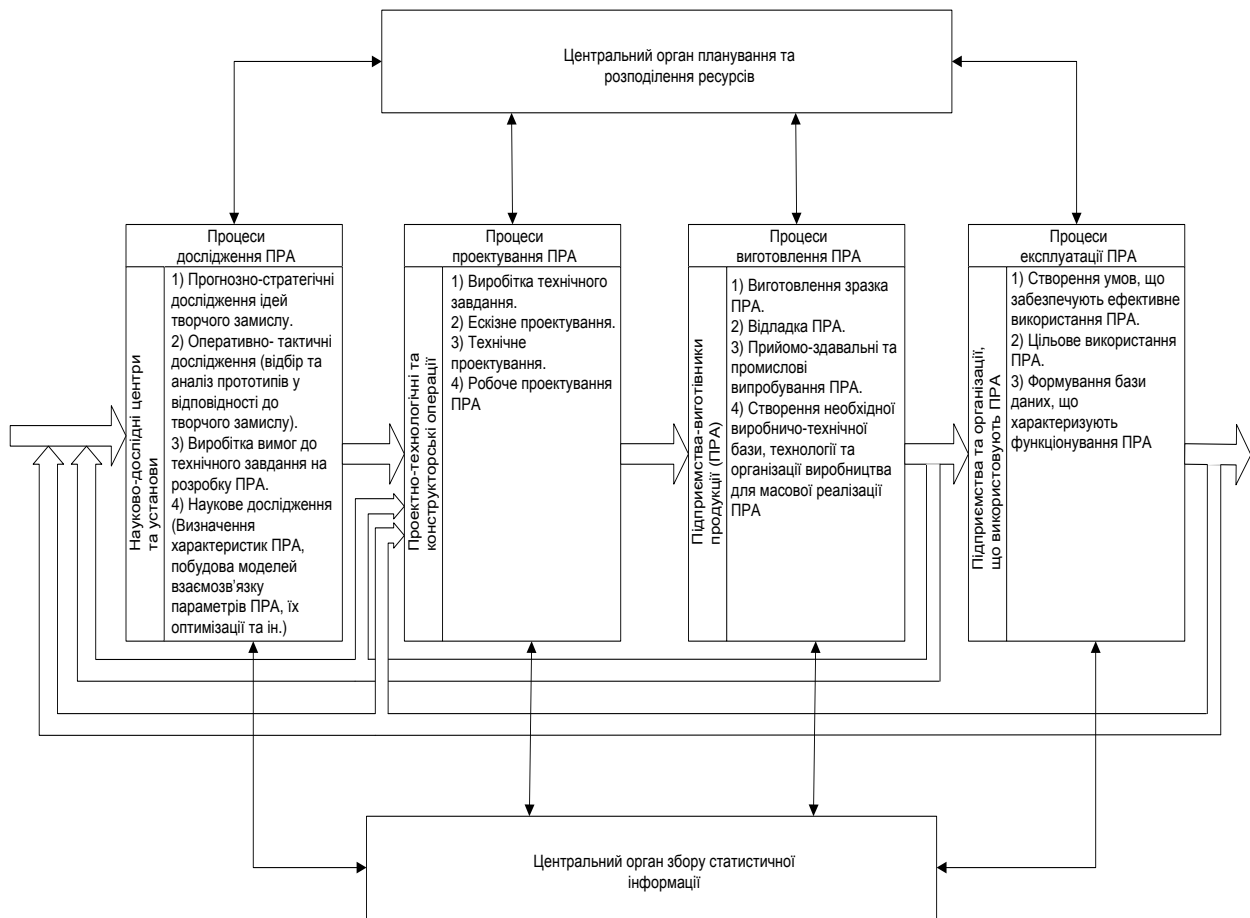 Центральний орган планування та
розподілення ресурсів
Процеси
дослідження ПРА
Науково-дослідні центри
та установи
1) Прогнозно-стратегічні
дослідження ідей
творчого замислу.
2) Оперативно- тактичні
дослідження (відбір та
аналіз прототипів у
відповідності до
творчого замислу).
3) Виробітка вимог до
технічного завдання на
розробку ПРА.
4) Наукове дослідження
(Визначення
характеристик ПРА,
побудова моделей
взаємозв’язку
параметрів ПРА, їх
оптимізації та ін.)
Процеси
проектування ПРА
Проектно-технологічні та
конструкторські операції
1) Виробітка технічного
завдання.
2) Ескізне проектування.
3) Технічне
проектування.
4) Робоче проектування
ПРА
Процеси
виготовлення ПРА
Підприємства-виготівники
продукції (ПРА)
1) Виготовлення зразка
ПРА.
2) Відладка ПРА.
3) Прийомо-здавальні та
промислові
випробування ПРА.
4) Створення необхідної
виробничо-технічної
бази, технології та
організації виробництва
для масової реалізації
ПРА
Процеси
експлуатації ПРА
Підприємства та організації,
що використовують ПРА
1) Створення умов, що
забезпечують ефективне
використання ПРА.
2) Цільове використання
ПРА.
3) Формування бази
даних, що
характеризують
функціонування ПРА
Центральний орган збору статистичної
інформації